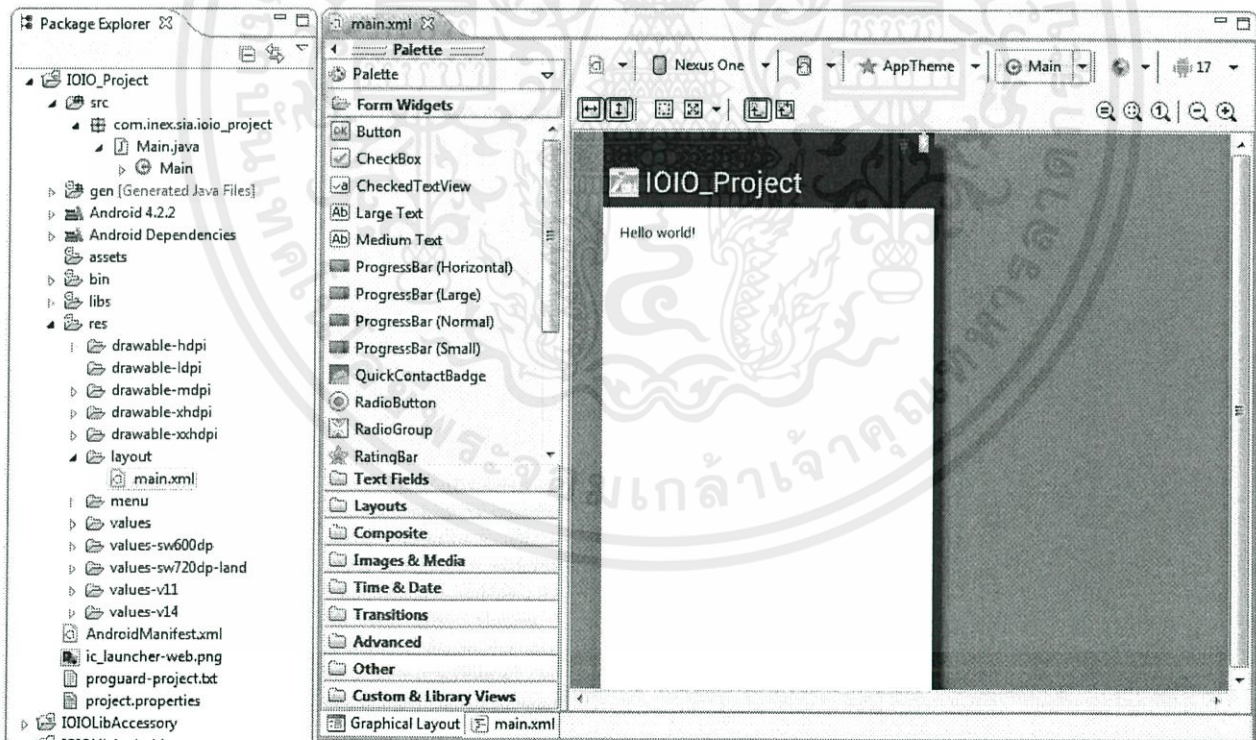 Package Explorer
IOIO_Project
src
com.inex.sia.ioio_project
Main.java
Main
gen [Generated Java Files]
Android 4.2.2
Android Dependencies
assets
bin
libs
res
drawable-hdpi
drawable-ldpi
drawable-mdpi
drawable-xhdpi
drawable-xxhdpi
layout
main.xml
menu
values
values-sw600dp
values-sw720dp-land
values-v11
values-v14
AndroidManifest.xml
ic_launcher-web.png
proguard-project.txt
project.properties
IOIOLibAccessory
main.xml
Palette
Palette
Form Widgets
OK Button
CheckBox
a CheckedTextView
Ab Large Text
Ab Medium Text
ProgressBar (Horizontal)
ProgressBar (Large)
ProgressBar (Normal)
ProgressBar (Small)
QuickContactBadge
RadioButton
RadioGroup
RatingBar
Text Fields
Layouts
Composite
Images & Media
Time & Date
Transitions
Advanced
Other
Custom & Library Views
Graphical Layout
main.xml
Nexus One
AppTheme
Main
17
IOIO_Project
Hello world!